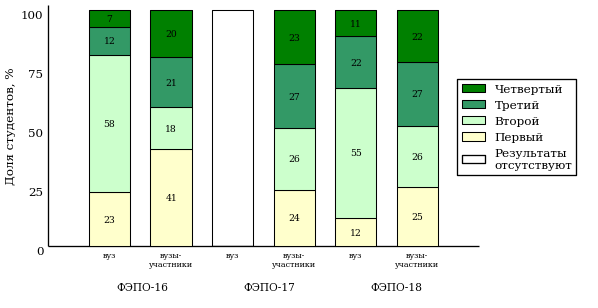 Доля студентов, %
100
75
50
25
0
7
12
58
23
20
21
18
41
23
27
26
24
11
22
55
12
22
27
26
25
вуз
вузы-
участники
вуз
вузы-
участники
вуз
вузы-
участники
ФЭПО-16
ФЭПО-17
ФЭПО-18
Четвертый
Третий
Второй
Первый
Результаты
отсутствуют